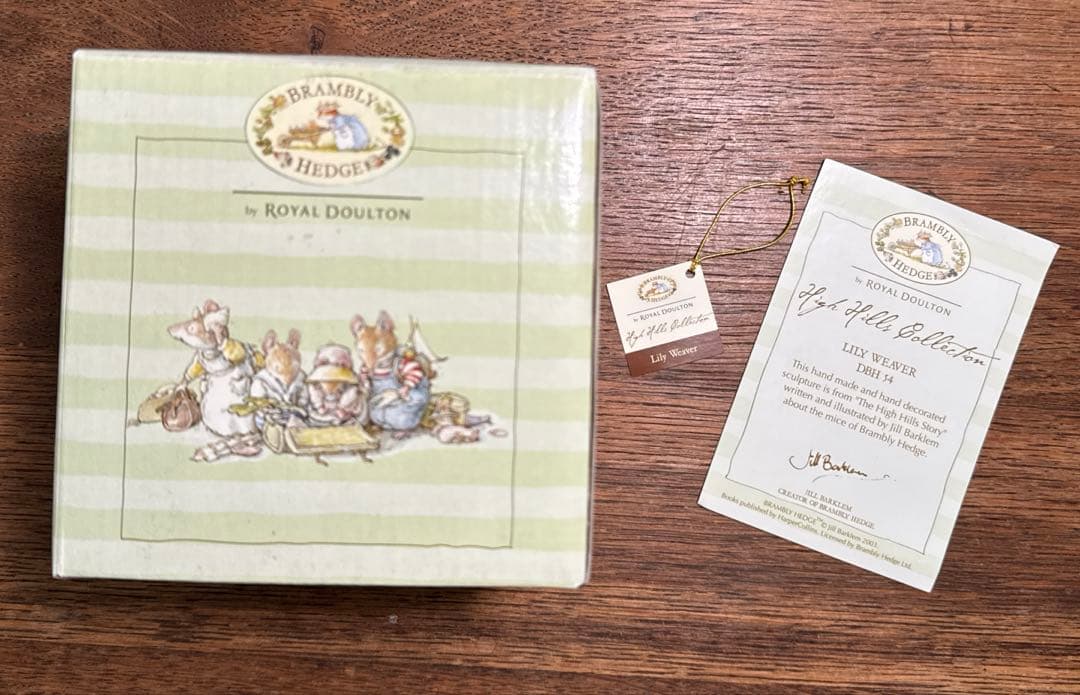 BRAMBLY
HEDGE
by ROYAL DOULTON
BRAMBLY
HEDGE
by ROYAL DOULTON
High Hills Collection
Lily Weaver
BRAMBLY
HEDGE
by ROYAL DOULTON
High Hills Collection
LILY WEAVER
DBH 54
This hand made and hand decorated
sculpture is from "The High Hills Story"
written and illustrated by Jill Barklem
about the mice of Brambly Hedge.
Jill Barklem
JILL BARKLEM
CREATOR OF BRAMBLY HEDGE
BRAMBLY HEDGE™ © Jill Barklem 2001.
Books published by HarperCollins. Licensed by Brambly Hedge Ltd.